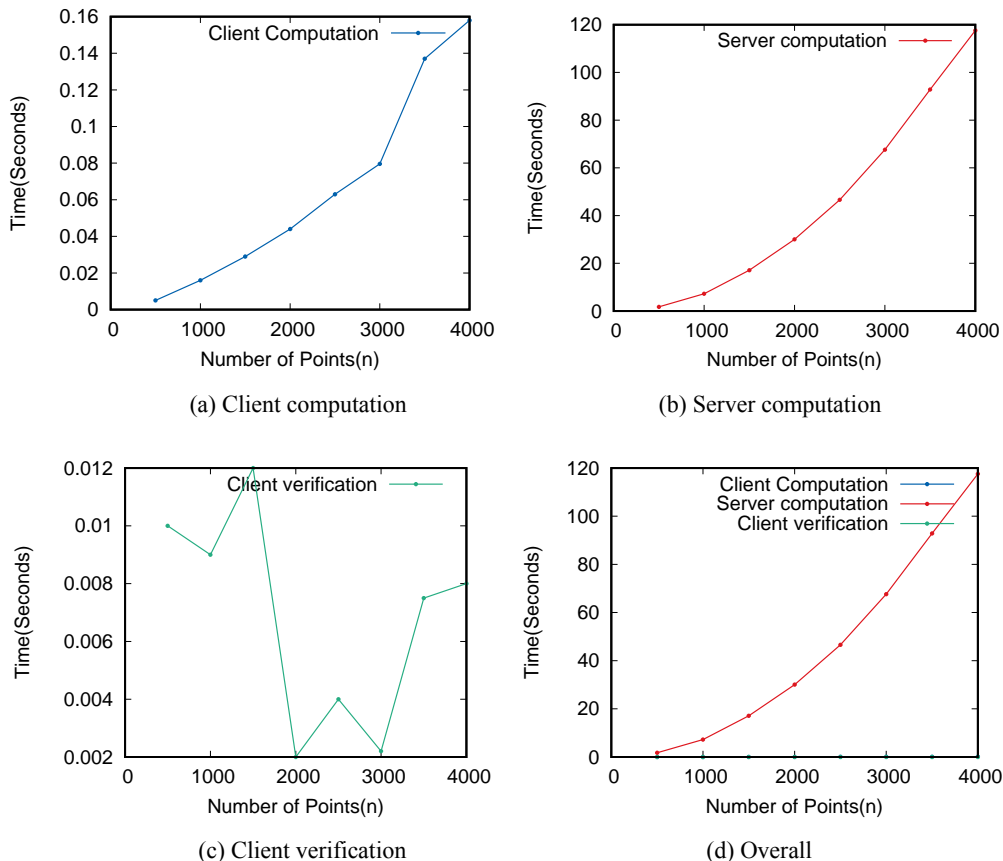 0.16
0.14
0.12
0.1
0.08
0.06
0.04
0.02
0
Time(Seconds)
Client Computation
0 1000 2000 3000 4000
Number of Points(n)
(a) Client computation
120
100
80
60
40
20
0
Time(Seconds)
Server computation
0 1000 2000 3000 4000
Number of Points(n)
(b) Server computation
0.012
0.01
0.008
0.006
0.004
0.002
Time(Seconds)
Client verification
0 1000 2000 3000 4000
Number of Points(n)
(c) Client verification
120
100
80
60
40
20
0
Time(Seconds)
Client Computation
Server computation
Client verification
0 1000 2000 3000 4000
Number of Points(n)
(d) Overall